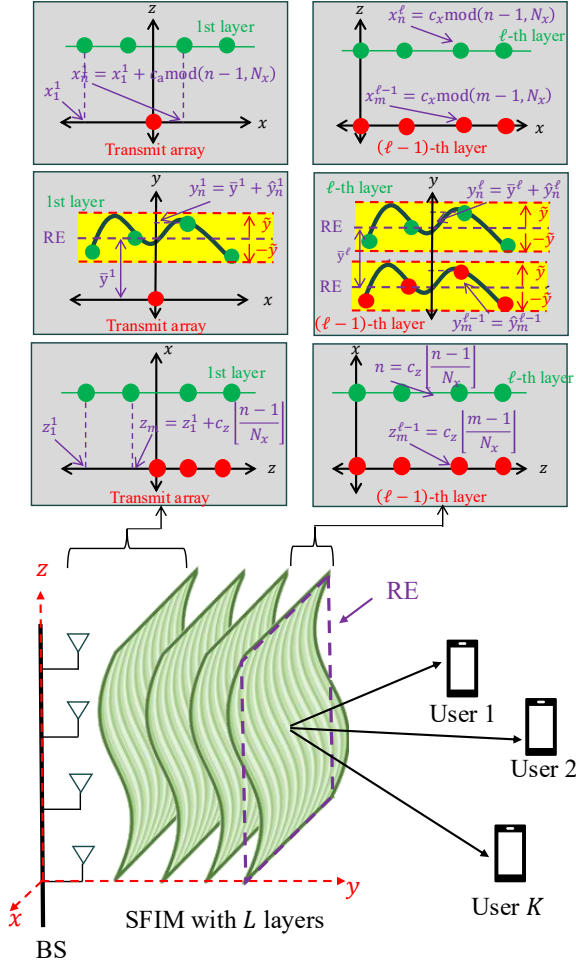 z
1st layer
x_n^1 = x_1^1 + c_a mod(n − 1, N_x)
x_1^1
x
Transmit array
x_n^ℓ = c_x mod(n − 1, N_x)
z
ℓ-th layer
x_m^{ℓ−1} = c_x mod(m − 1, N_x)
x
(ℓ − 1)-th layer
y
1st layer
y_n^1 = ȳ^1 + ŷ_n^1
ỹ
RE
−ỹ
ȳ^1
x
Transmit array
y
ℓ-th layer
y_n^ℓ = ȳ^ℓ + ŷ_n^ℓ
ỹ
RE
−ỹ
ȳ^ℓ
ỹ
RE
−ỹ
x
(ℓ − 1)-th layer
y_m^{ℓ−1} = ŷ_m^{ℓ−1}
x
1st layer
z_1^1
z_m = z_1^1 + c_z ⌊(n − 1)/N_x⌋
z
Transmit array
x
n = c_z ⌊(n − 1)/N_x⌋
ℓ-th layer
z_m^{ℓ−1} = c_z ⌊(m − 1)/N_x⌋
z
(ℓ − 1)-th layer
z
RE
User 1
User 2
User K
x
y
SFIM with L layers
BS